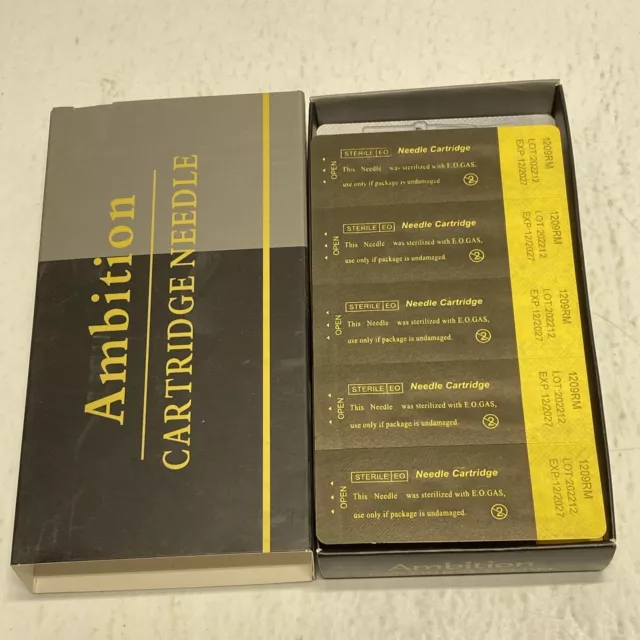 Ambition
CARTRIDGE NEEDLE
OPEN
STERILE EO Needle Cartridge
This Needle was sterilized with E.O.GAS,
use only if package is undamaged
2
1209RM
LOT:202212
EXP:12/2027
OPEN
STERILE EO Needle Cartridge
This Needle was sterilized with E.O.GAS,
use only if package is undamaged.
2
1209RM
LOT:202212
EXP:12/2027
OPEN
STERILE EO Needle Cartridge
This Needle was sterilized with E.O.GAS,
use only if package is undamaged.
2
1209RM
LOT:202212
EXP:12/2027
OPEN
STERILE EO Needle Cartridge
This Needle was sterilized with E.O.GAS,
use only if package is undamaged.
2
1209RM
LOT:202212
EXP:12/2027
OPEN
STERILE EO Needle Cartridge
This Needle was sterilized with E.O.GAS,
use only if package is undamaged.
2
1209RM
LOT:202212
EXP:12/2027
Ambition